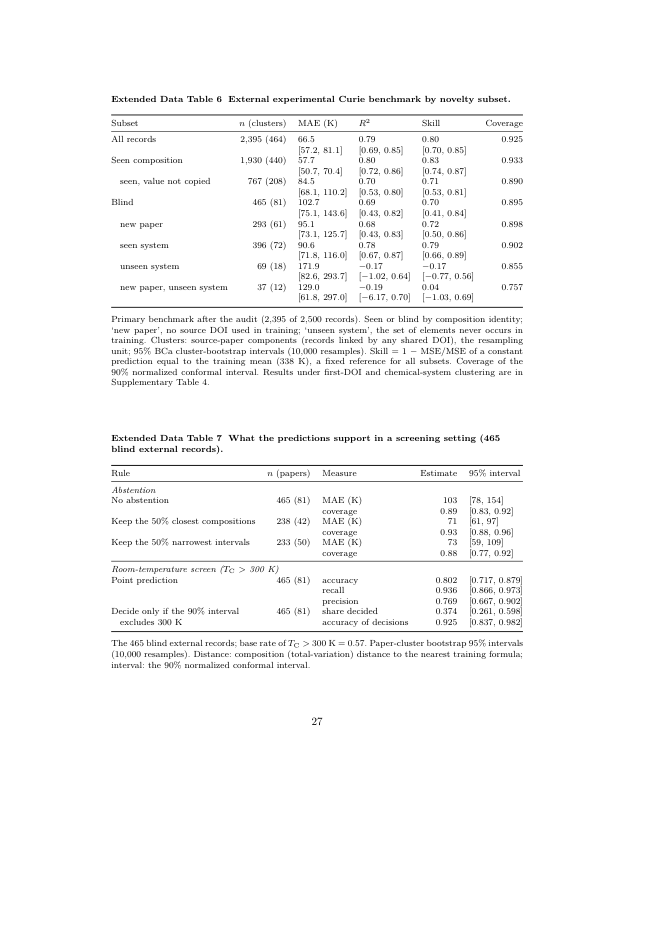 Extended Data Table 6 External experimental Curie benchmark by novelty subset.
Subset n (clusters) MAE (K) R² Skill Coverage
All records 2,395 (464) 66.5 0.79 0.80 0.925
[57.2, 81.1] [0.69, 0.85] [0.70, 0.85]
Seen composition 1,930 (440) 57.7 0.80 0.83 0.933
[50.7, 70.4] [0.72, 0.86] [0.74, 0.87]
seen, value not copied 767 (208) 84.5 0.70 0.71 0.890
[68.1, 110.2] [0.53, 0.80] [0.53, 0.81]
Blind 465 (81) 102.7 0.69 0.70 0.895
[75.1, 143.6] [0.43, 0.82] [0.41, 0.84]
new paper 293 (61) 95.1 0.68 0.72 0.898
[73.1, 125.7] [0.43, 0.83] [0.50, 0.86]
seen system 396 (72) 90.6 0.78 0.79 0.902
[71.8, 116.0] [0.67, 0.87] [0.66, 0.89]
unseen system 69 (18) 171.9 −0.17 −0.17 0.855
[82.6, 293.7] [−1.02, 0.64] [−0.77, 0.56]
new paper, unseen system 37 (12) 129.0 −0.19 0.04 0.757
[61.8, 297.0] [−6.17, 0.70] [−1.03, 0.69]
Primary benchmark after the audit (2,395 of 2,500 records). Seen or blind by composition identity;
‘new paper’, no source DOI used in training; ‘unseen system’, the set of elements never occurs in
training. Clusters: source-paper components (records linked by any shared DOI), the resampling
unit; 95% BCa cluster-bootstrap intervals (10,000 resamples). Skill = 1 − MSE/MSE of a constant
prediction equal to the training mean (338 K), a fixed reference for all subsets. Coverage of the
90% normalized conformal interval. Results under first-DOI and chemical-system clustering are in
Supplementary Table 4.
Extended Data Table 7 What the predictions support in a screening setting (465
blind external records).
Rule n (papers) Measure Estimate 95% interval
Abstention
No abstention 465 (81) MAE (K) 103 [78, 154]
coverage 0.89 [0.83, 0.92]
Keep the 50% closest compositions 238 (42) MAE (K) 71 [61, 97]
coverage 0.93 [0.88, 0.96]
Keep the 50% narrowest intervals 233 (50) MAE (K) 73 [59, 109]
coverage 0.88 [0.77, 0.92]
Room-temperature screen (T_C > 300 K)
Point prediction 465 (81) accuracy 0.802 [0.717, 0.879]
recall 0.936 [0.866, 0.973]
precision 0.769 [0.667, 0.902]
Decide only if the 90% interval 465 (81) share decided 0.374 [0.261, 0.598]
excludes 300 K accuracy of decisions 0.925 [0.837, 0.982]
The 465 blind external records; base rate of T_C > 300 K = 0.57. Paper-cluster bootstrap 95% intervals
(10,000 resamples). Distance: composition (total-variation) distance to the nearest training formula;
interval: the 90% normalized conformal interval.
27